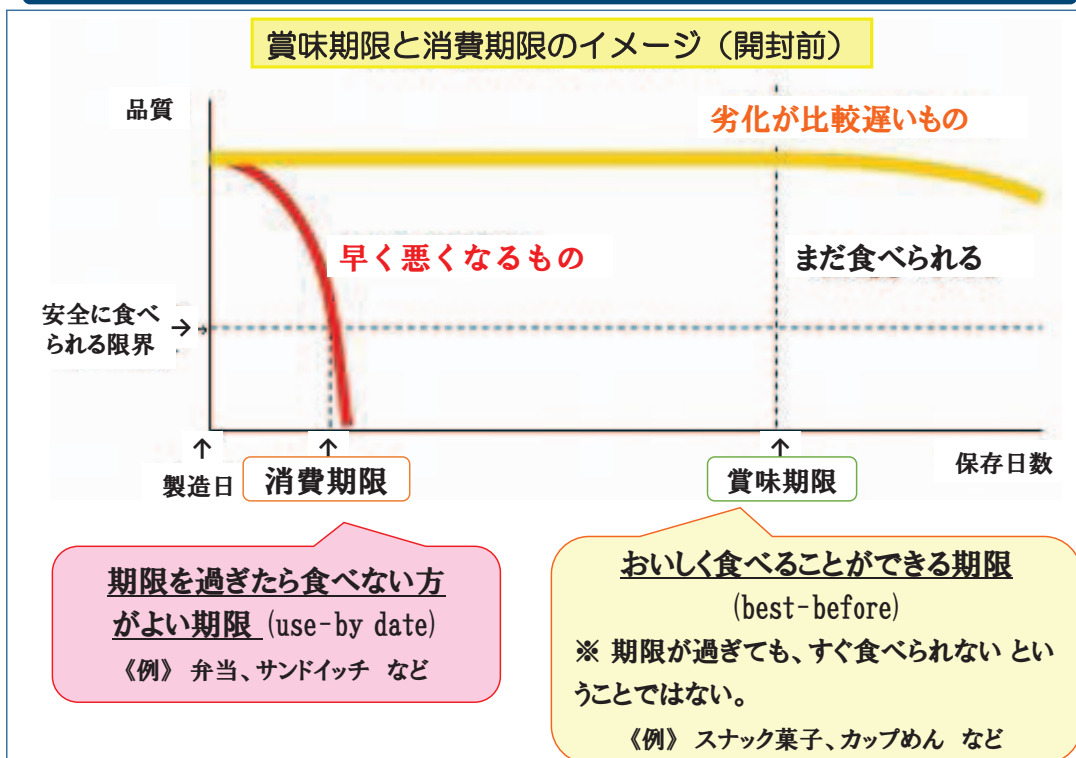 賞味期限と消費期限のイメージ（開封前）
品質
劣化が比較遅いもの
早く悪くなるもの
まだ食べられる
安全に食べ →
られる限界
↑
↑
↑
製造日
消費期限
賞味期限
保存日数
期限を過ぎたら食べない方
がよい期限 (use-by date)
《例》 弁当、サンドイッチ など
おいしく食べることができる期限
(best-before)
※ 期限が過ぎても、すぐ食べられない とい
うことではない。
《例》 スナック菓子、カップめん など